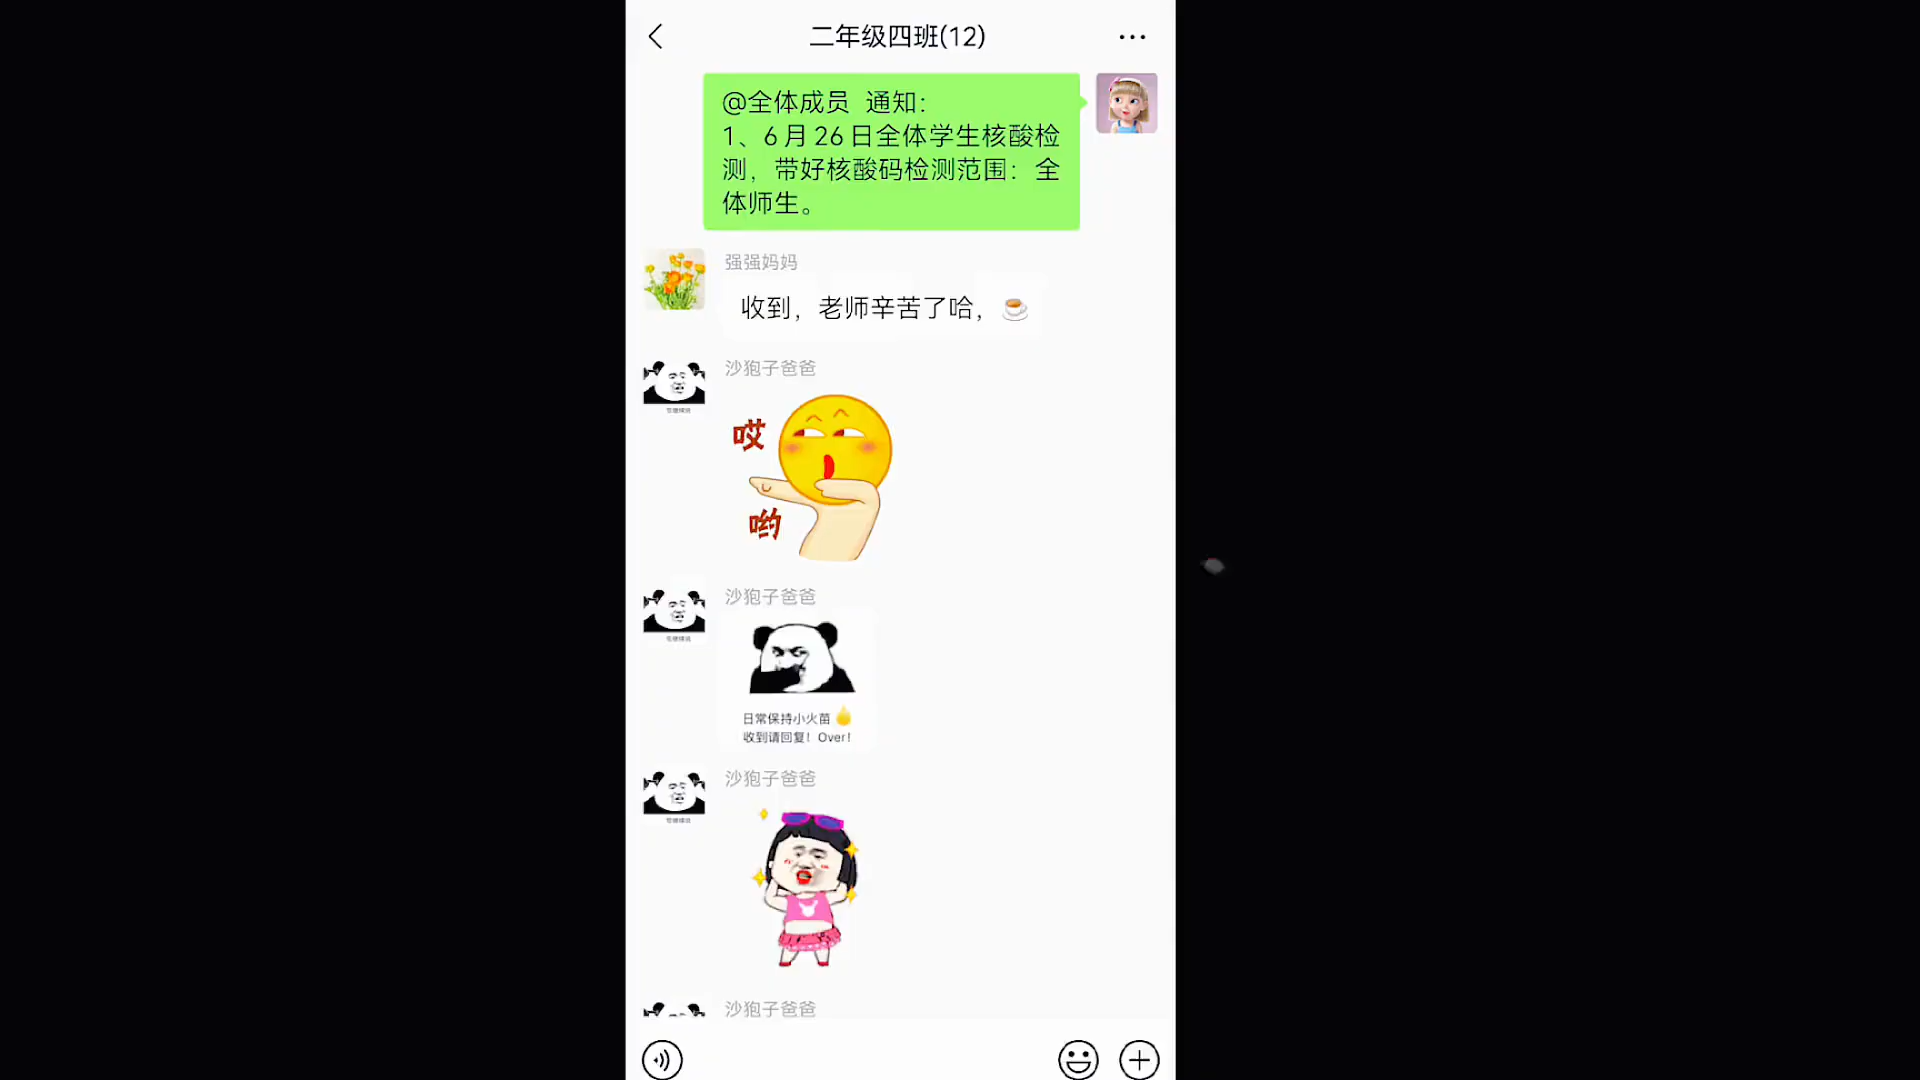 二年级四班(12)
@全体成员 通知：
1、6月26日全体学生核酸检
测，带好核酸码检测范围：全
体师生。
强强妈妈
收到，老师辛苦了哈，
沙狍子爸爸
哎
哟
沙狍子爸爸
日常保持小火苗
收到请回复！Over！
沙狍子爸爸
沙狍子爸爸